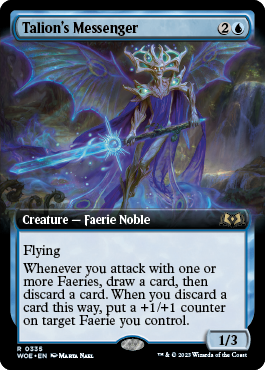 Talion's Messenger 2
Creature — Faerie Noble
Flying
Whenever you attack with one or
more Faeries, draw a card, then
discard a card. When you discard a
card this way, put a +1/+1 counter
on target Faerie you control.
1/3
R 0335
WOE • EN Marta Nael
™ & © 2023 Wizards of the Coast